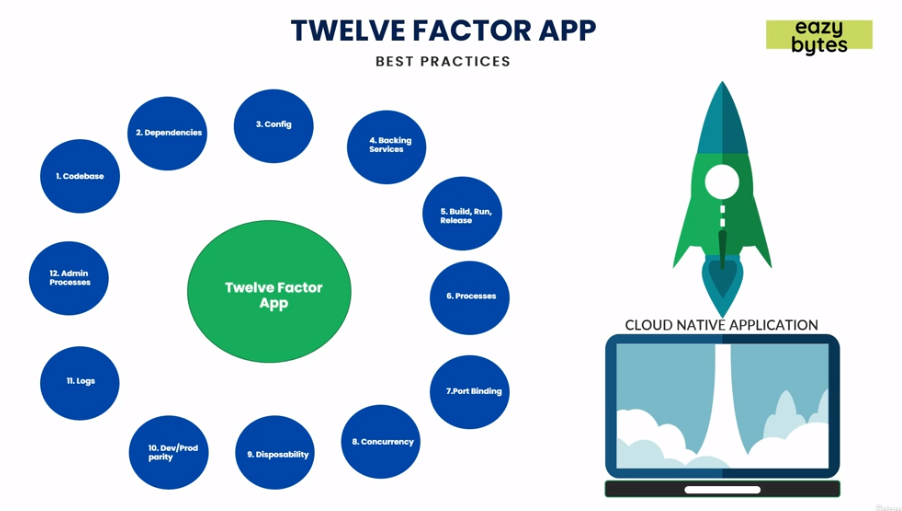 TWELVE FACTOR APP
BEST PRACTICES
eazy
bytes
1. Codebase
2. Dependencies
3. Config
4. Backing
Services
5. Build, Run,
Release
6. Processes
7.Port Binding
8. Concurrency
9. Disposability
10. Dev/Prod
parity
11. Logs
12. Admin
Processes
Twelve Factor
App
CLOUD NATIVE APPLICATION